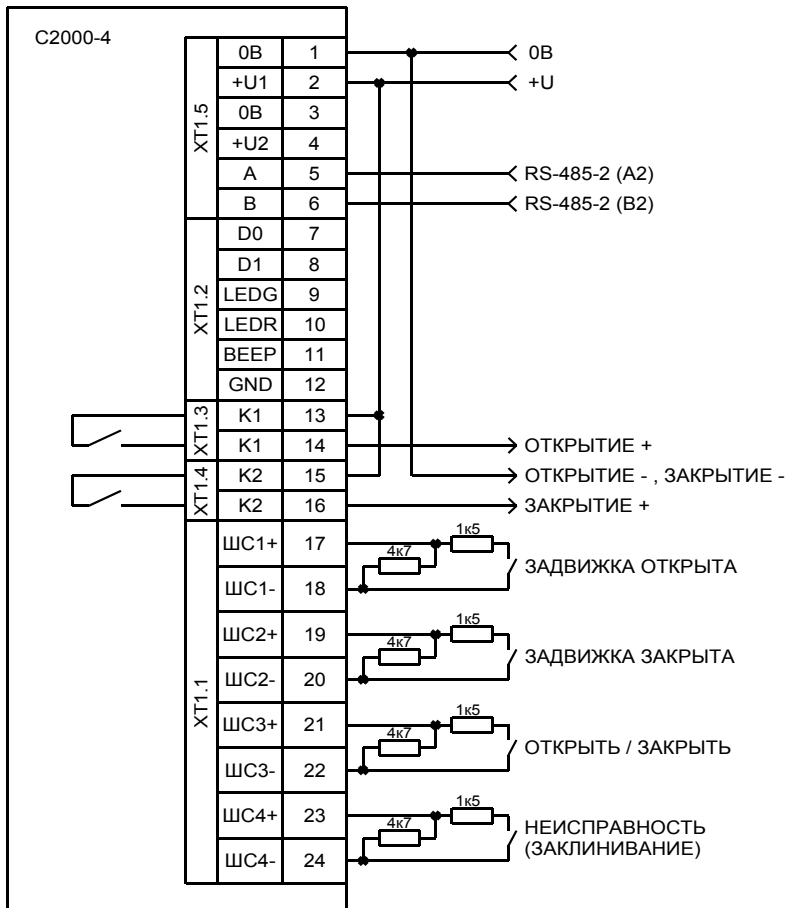 С2000-4
XT1.5
0В 1
+U1 2
0В 3
+U2 4
A 5
B 6
0В
+U
RS-485-2 (A2)
RS-485-2 (B2)
XT1.2
D0 7
D1 8
LEDG 9
LEDR 10
BEEP 11
GND 12
XT1.3
K1 13
K1 14
ОТКРЫТИЕ +
XT1.4
K2 15
ОТКРЫТИЕ - , ЗАКРЫТИЕ -
K2 16
ЗАКРЫТИЕ +
XT1.1
ШС1+ 17
ШС1- 18
4к7
1к5
ЗАДВИЖКА ОТКРЫТА
ШС2+ 19
ШС2- 20
4к7
1к5
ЗАДВИЖКА ЗАКРЫТА
ШС3+ 21
ШС3- 22
4к7
1к5
ОТКРЫТЬ / ЗАКРЫТЬ
ШС4+ 23
ШС4- 24
4к7
1к5
НЕИСПРАВНОСТЬ
(ЗАКЛИНИВАНИЕ)